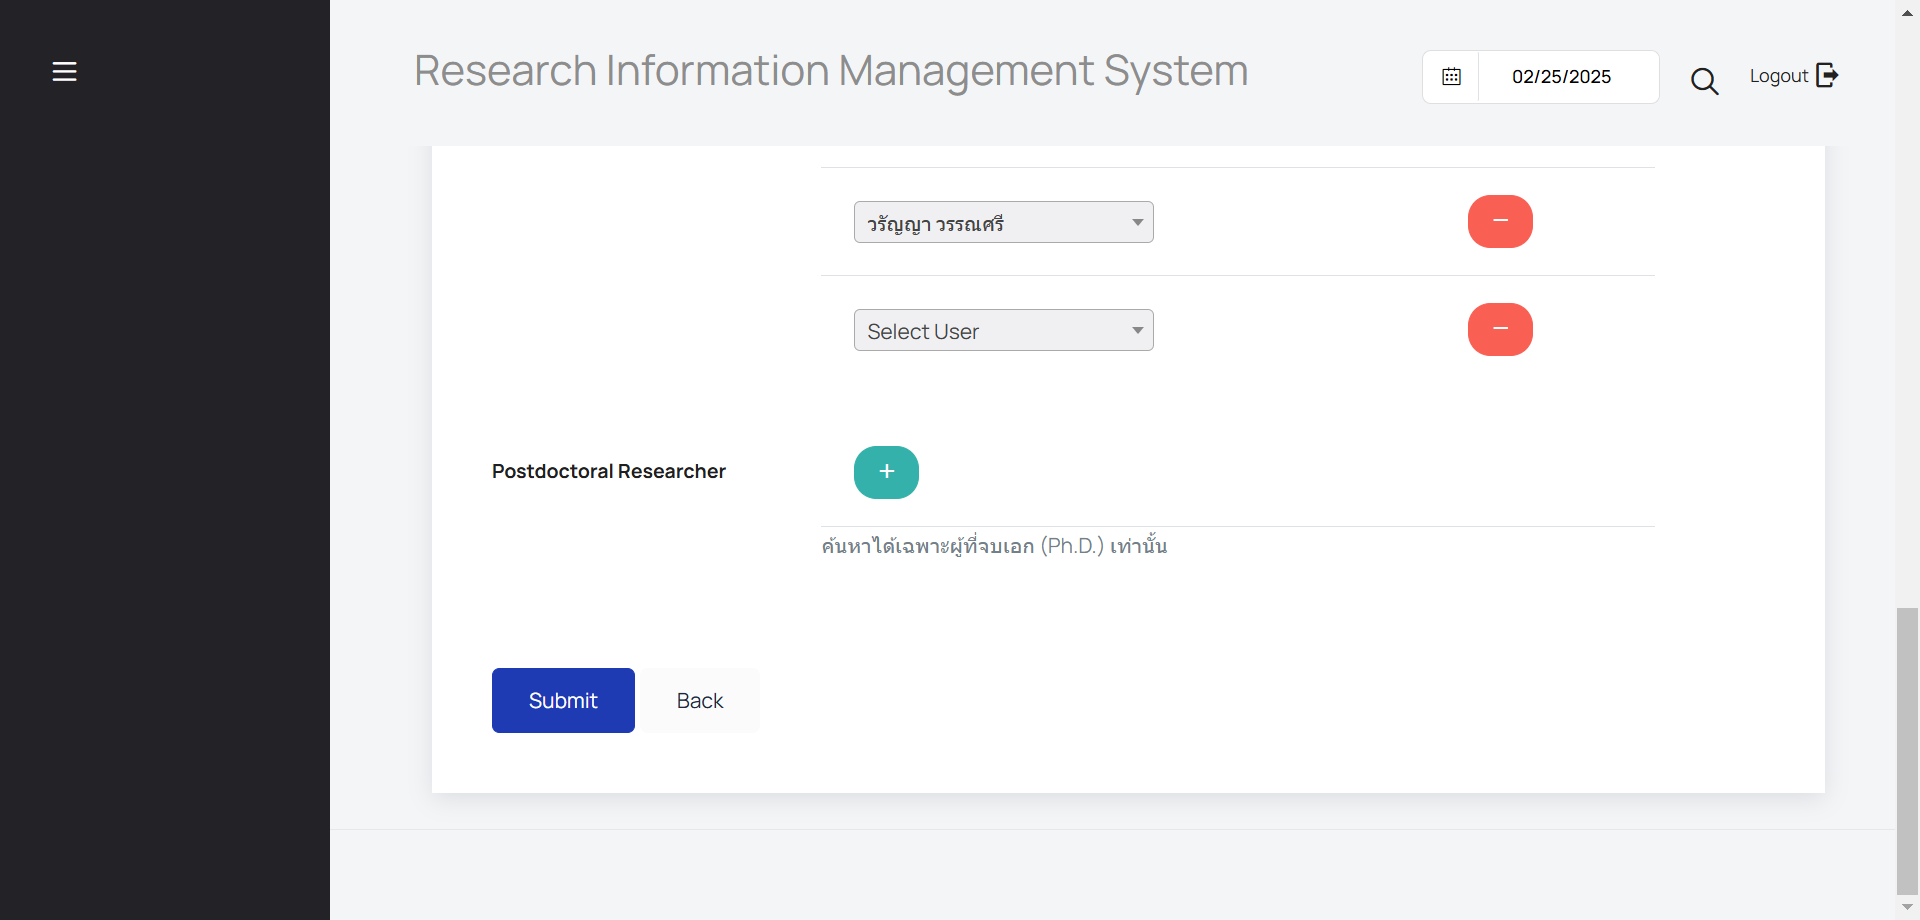 Research Information Management System
02/25/2025
Logout
วรัญญา วรรณศรี
Select User
Postdoctoral Researcher
+
ค้นหาได้เฉพาะผู้ที่จบเอก (Ph.D.) เท่านั้น
Submit
Back